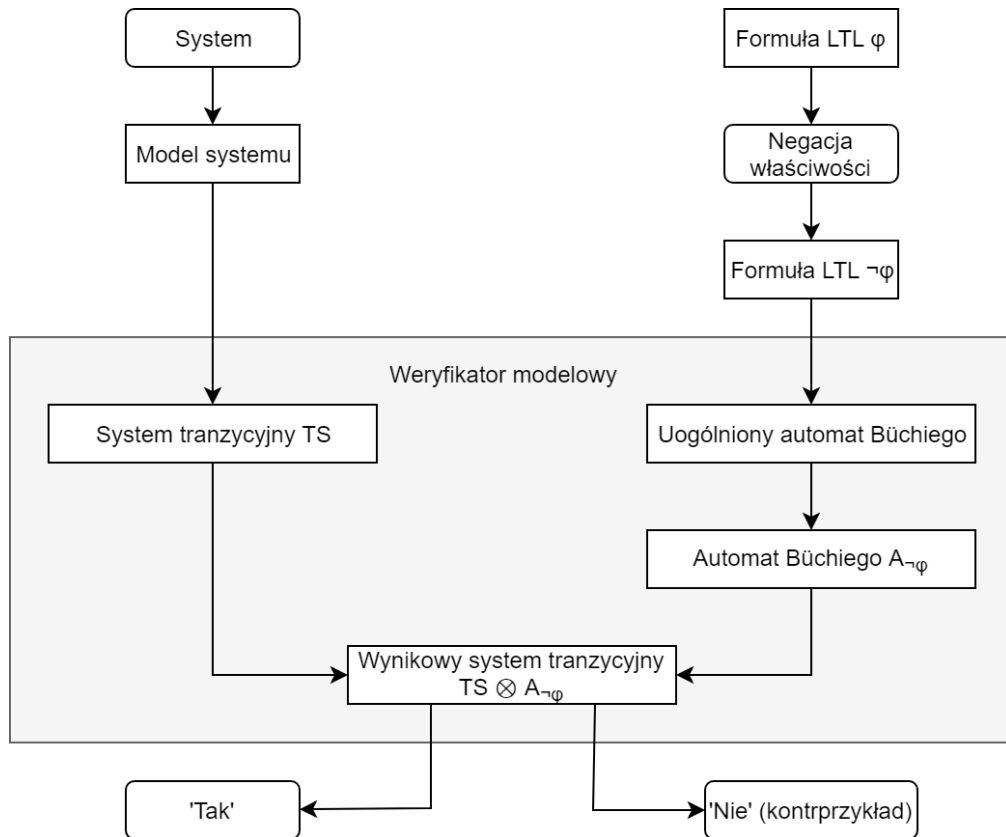 System
Formuła LTL φ
Model systemu
Negacja
właściwości
Formuła LTL ¬φ
Weryfikator modelowy
System tranzycyjny TS
Uogólniony automat Büchiego
Automat Büchiego A¬φ
Wynikowy system tranzycyjny
TS ⊗ A¬φ
'Tak'
'Nie' (kontrprzykład)